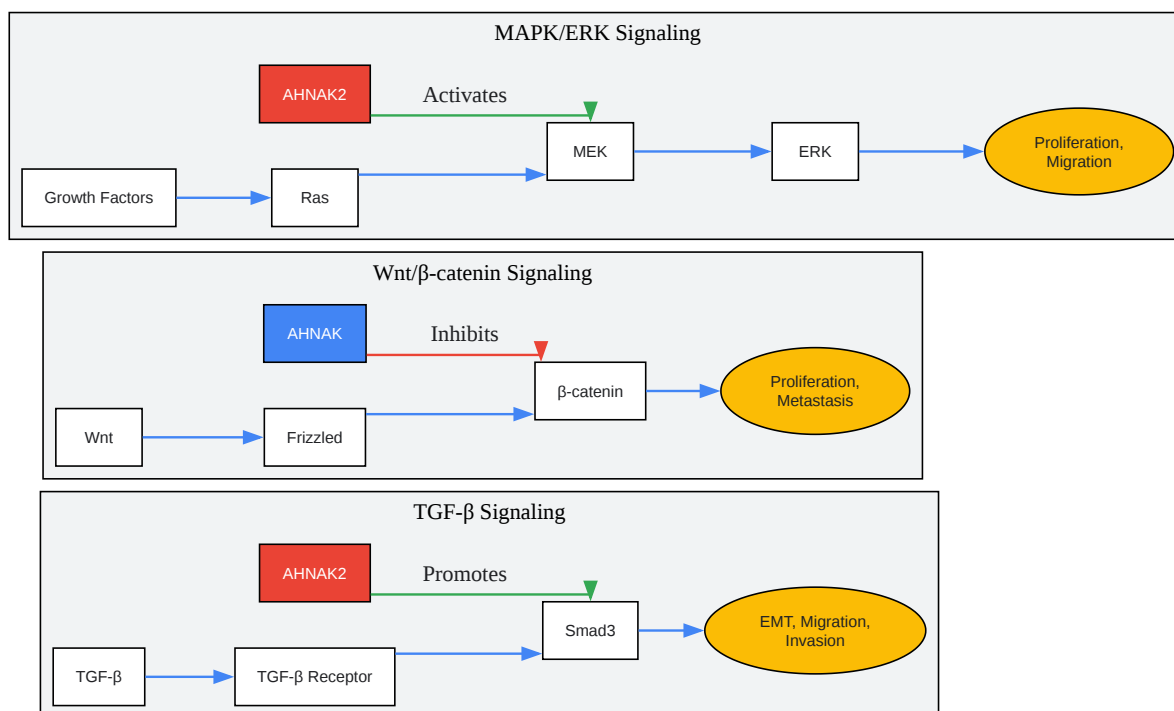 MAPK/ERK Signaling
AHNAK2
Activates
MEK
ERK
Proliferation,
Migration
Growth Factors
Ras
Wnt/β-catenin Signaling
AHNAK
Inhibits
β-catenin
Proliferation,
Metastasis
Wnt
Frizzled
TGF-β Signaling
AHNAK2
Promotes
Smad3
EMT, Migration,
Invasion
TGF-β
TGF-β Receptor